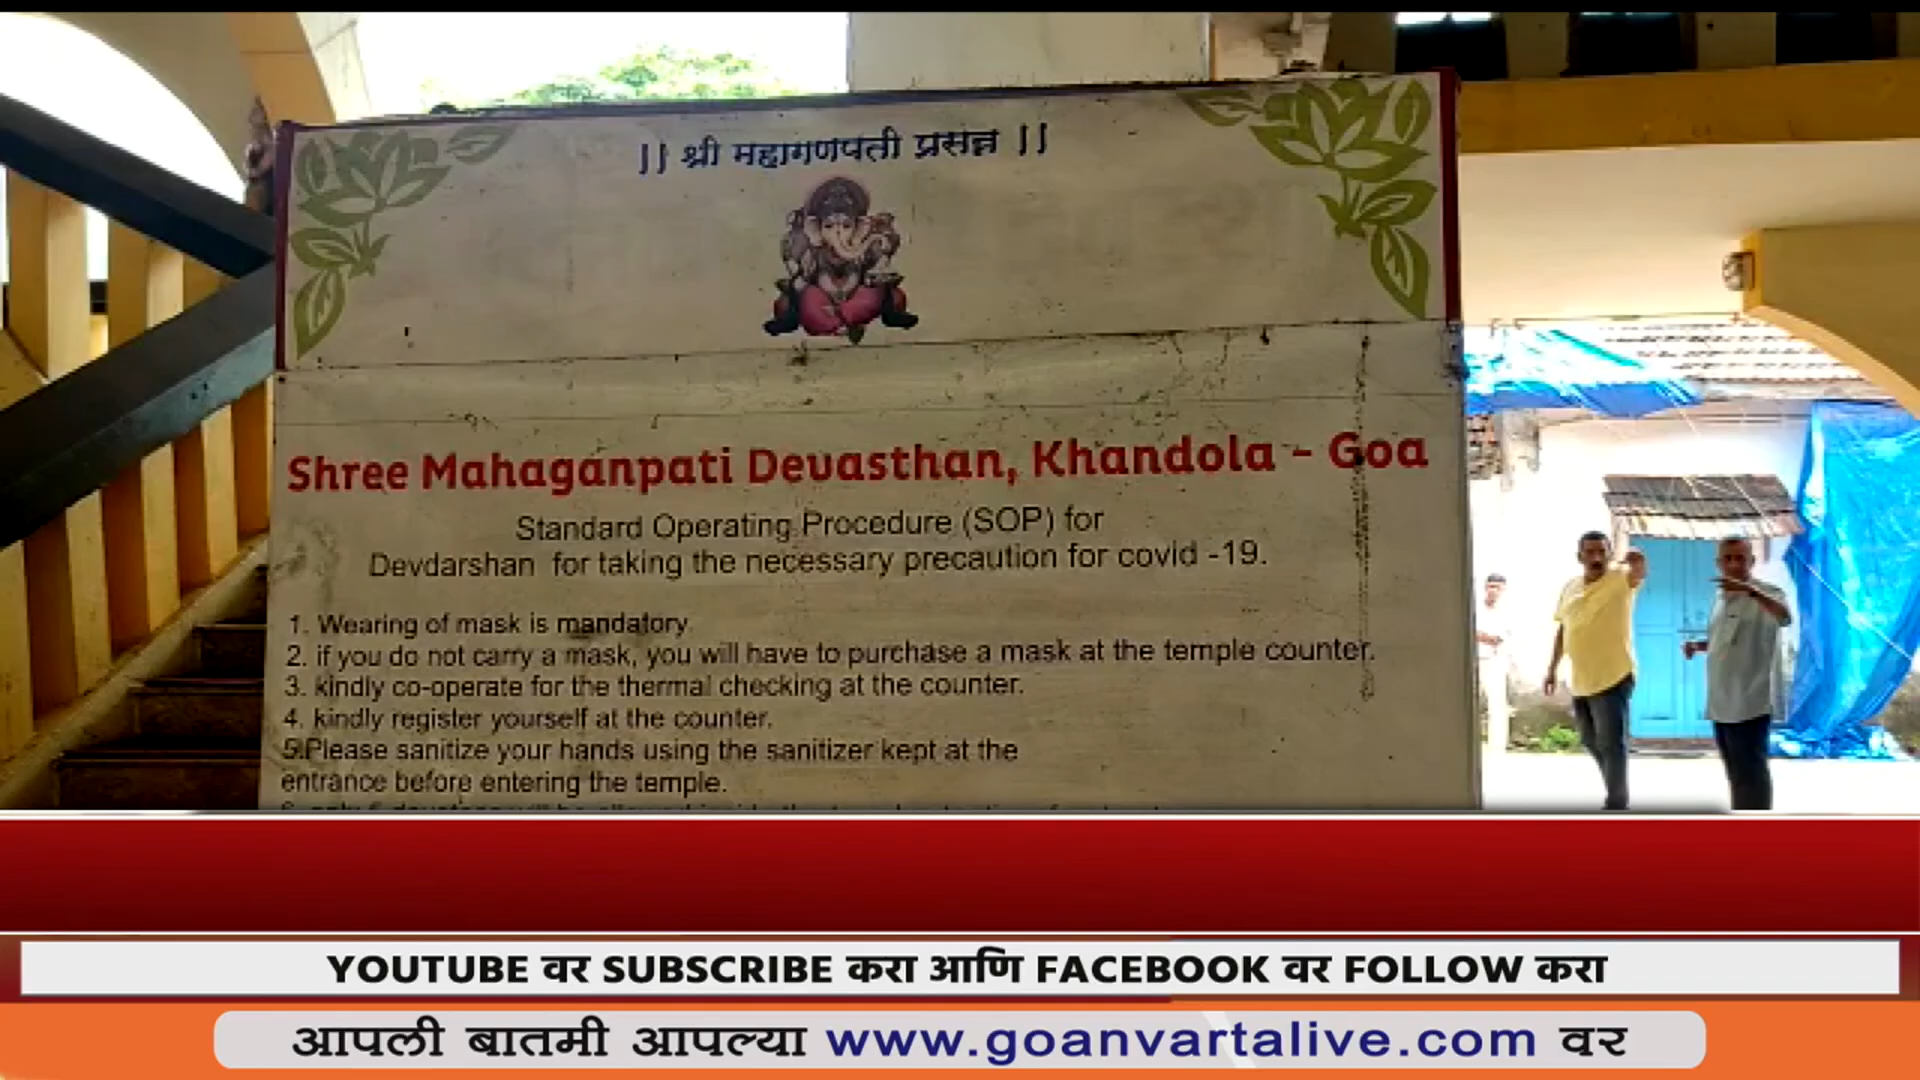 || श्री महागणपती प्रसन्न ||
Shree Mahaganpati Devasthan, Khandola - Goa
Standard Operating Procedure (SOP) for
Devdarshan for taking the necessary precaution for covid -19.
1. Wearing of mask is mandatory.
2. if you do not carry a mask, you will have to purchase a mask at the temple counter.
3. kindly co-operate for the thermal checking at the counter.
4. kindly register yourself at the counter.
5.Please sanitize your hands using the sanitizer kept at the
entrance before entering the temple.
YOUTUBE वर SUBSCRIBE करा आणि FACEBOOK वर FOLLOW करा
आपली बातमी आपल्या www.goanvartalive.com वर